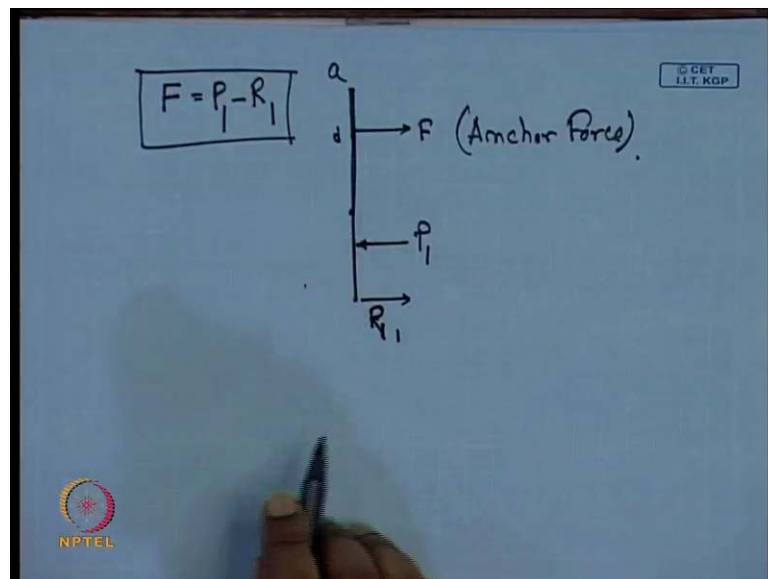 a
F = P1 - R1
d
F (Anchor Force).
P1
R1
© CET
I.I.T. KGP
NPTEL